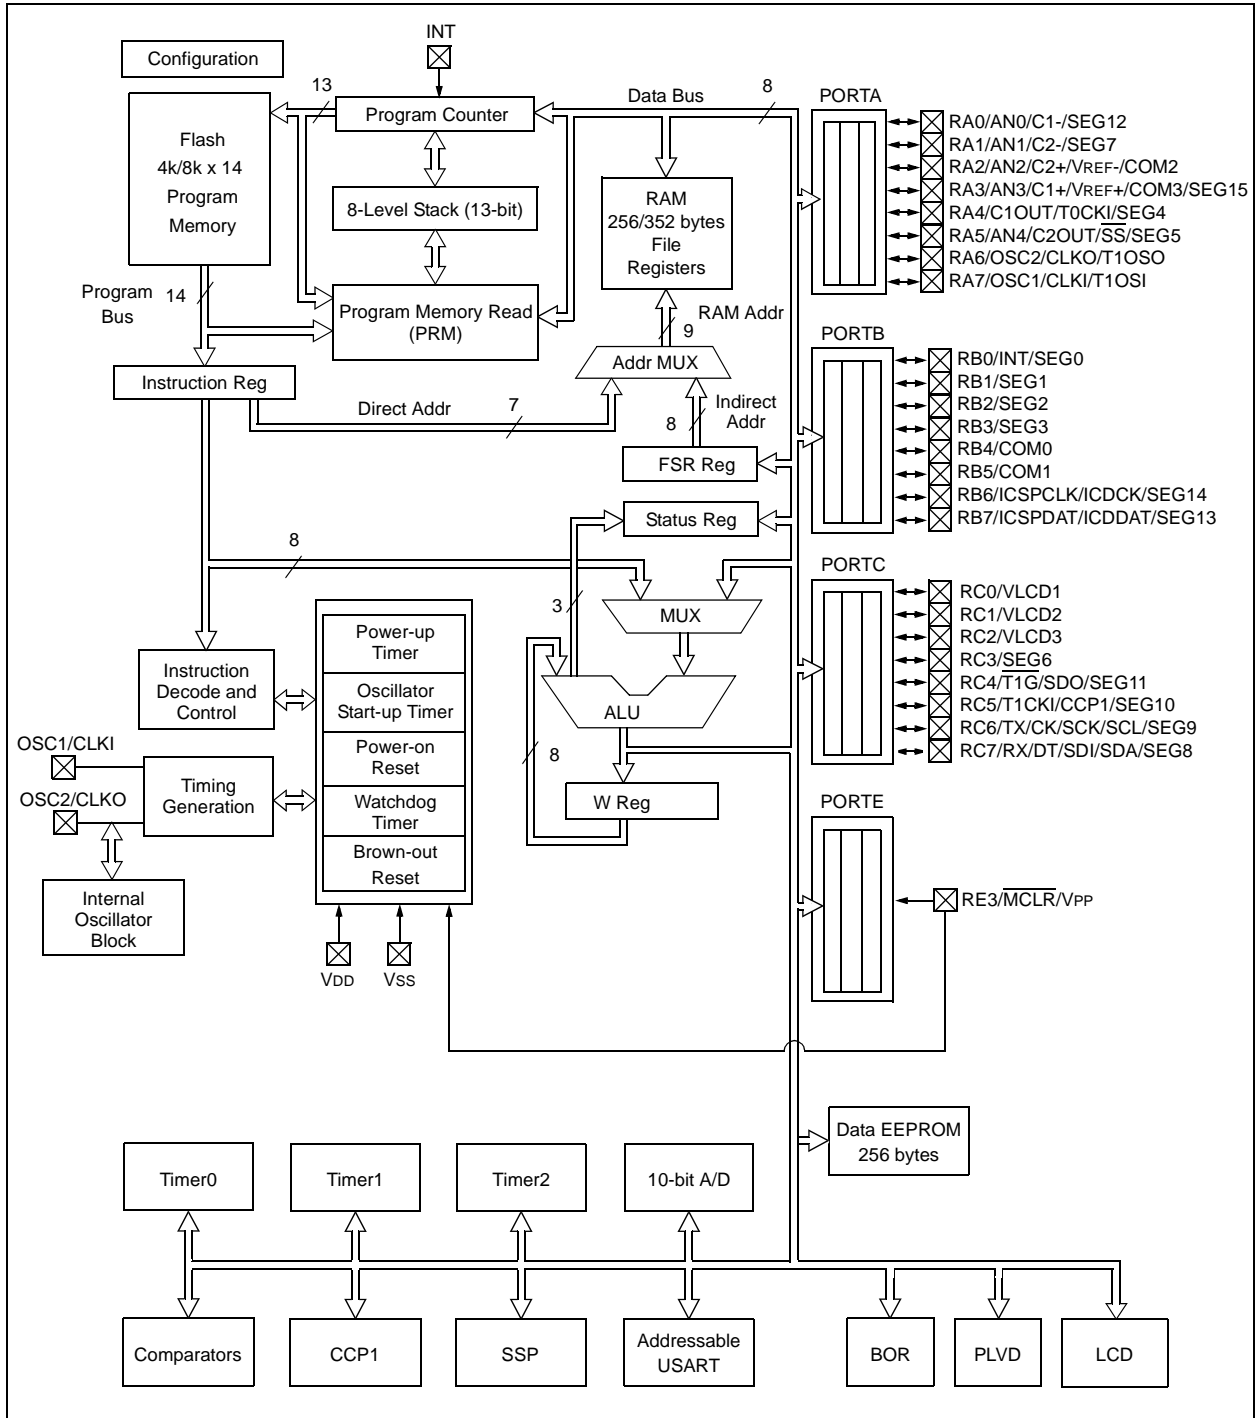 INT
Configuration
13
Program Counter
Data Bus
8
Flash
4k/8k x 14
Program
Memory
8-Level Stack (13-bit)
RAM
256/352 bytes
File
Registers
Program
Bus
14
Program Memory Read
(PRM)
RAM Addr
9
Addr MUX
Instruction Reg
Direct Addr
7
Indirect
Addr
8
FSR Reg
Status Reg
8
3
MUX
ALU
8
W Reg
Power-up
Timer
Oscillator
Start-up Timer
Power-on
Reset
Watchdog
Timer
Brown-out
Reset
Instruction
Decode and
Control
OSC1/CLKI
OSC2/CLKO
Timing
Generation
Internal
Oscillator
Block
VDD
VSS
PORTA
RA0/AN0/C1-/SEG12
RA1/AN1/C2-/SEG7
RA2/AN2/C2+/VREF-/COM2
RA3/AN3/C1+/VREF+/COM3/SEG15
RA4/C1OUT/T0CKI/SEG4
RA5/AN4/C2OUT/S̅S̅/SEG5
RA6/OSC2/CLKO/T1OSO
RA7/OSC1/CLKI/T1OSI
PORTB
RB0/INT/SEG0
RB1/SEG1
RB2/SEG2
RB3/SEG3
RB4/COM0
RB5/COM1
RB6/ICSPCLK/ICDCK/SEG14
RB7/ICSPDAT/ICDDAT/SEG13
PORTC
RC0/VLCD1
RC1/VLCD2
RC2/VLCD3
RC3/SEG6
RC4/T̅1̅G̅/SDO/SEG11
RC5/T1CKI/CCP1/SEG10
RC6/TX/CK/SCK/SCL/SEG9
RC7/RX/DT/SDI/SDA/SEG8
PORTE
RE3/M̅C̅L̅R̅/VPP
Data EEPROM
256 bytes
Timer0
Timer1
Timer2
10-bit A/D
Comparators
CCP1
SSP
Addressable
USART
BOR
PLVD
LCD